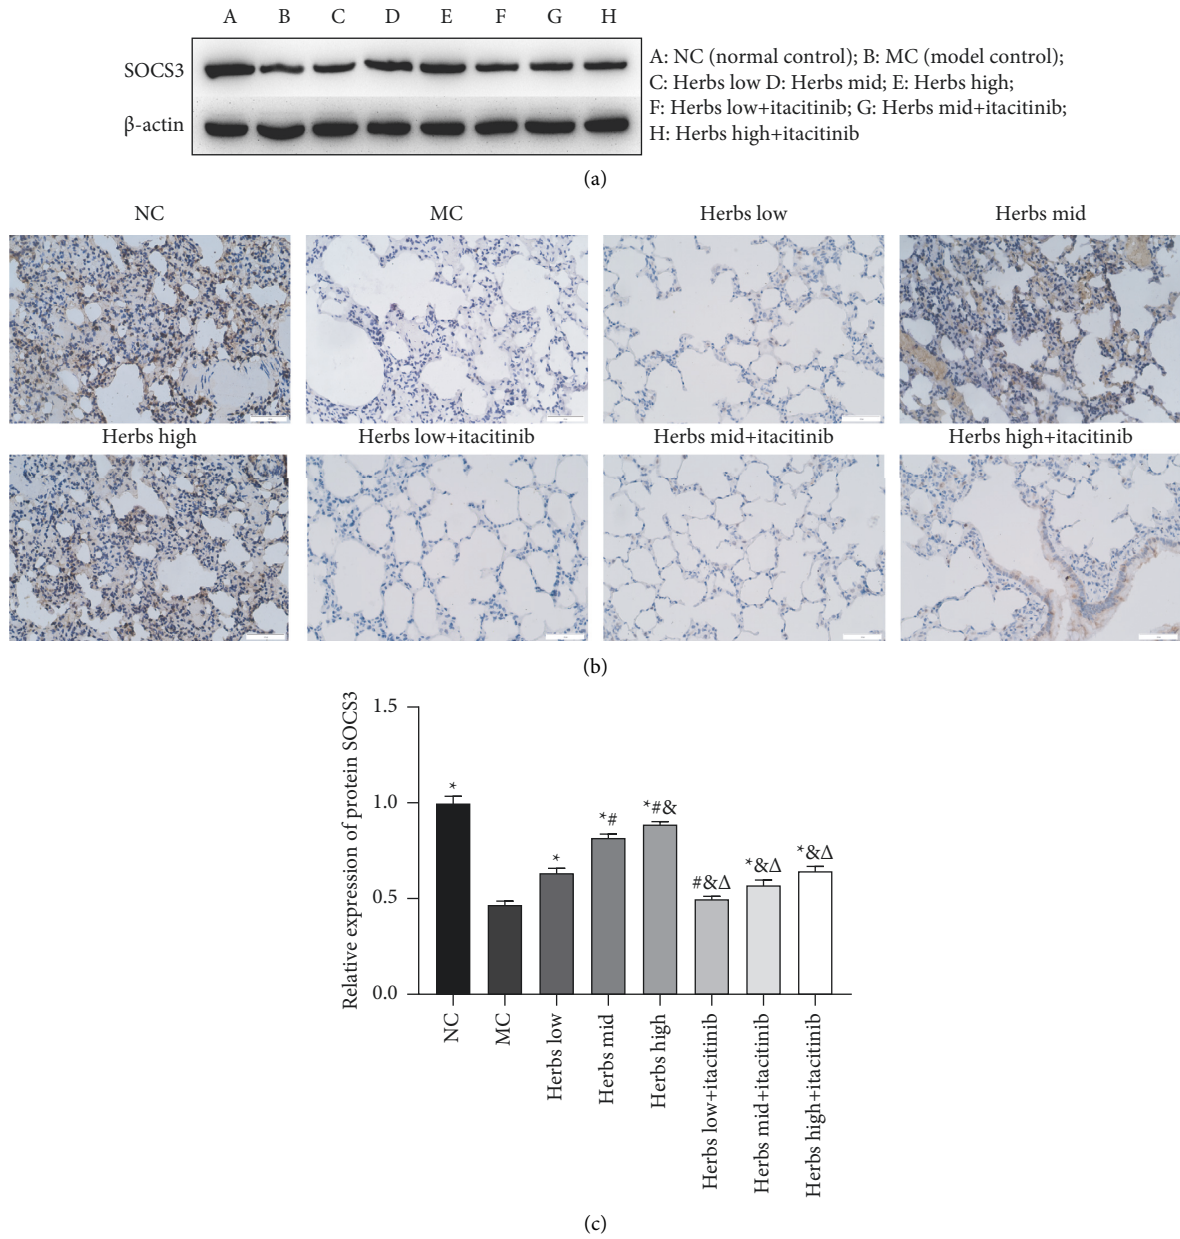 A B C D E F G H
SOCS3
β-actin
A: NC (normal control); B: MC (model control);
C: Herbs low D: Herbs mid; E: Herbs high;
F: Herbs low+itacitinib; G: Herbs mid+itacitinib;
H: Herbs high+itacitinib
(a)
NC MC Herbs low Herbs mid
Herbs high Herbs low+itacitinib Herbs mid+itacitinib Herbs high+itacitinib
(b)
Relative expression of protein SOCS3
1.5
1.0
0.5
0.0
*
*
*#
*#&
#&Δ
*&Δ
*&Δ
NC
MC
Herbs low
Herbs mid
Herbs high
Herbs low+itacitinib
Herbs mid+itacitinib
Herbs high+itacitinib
(c)